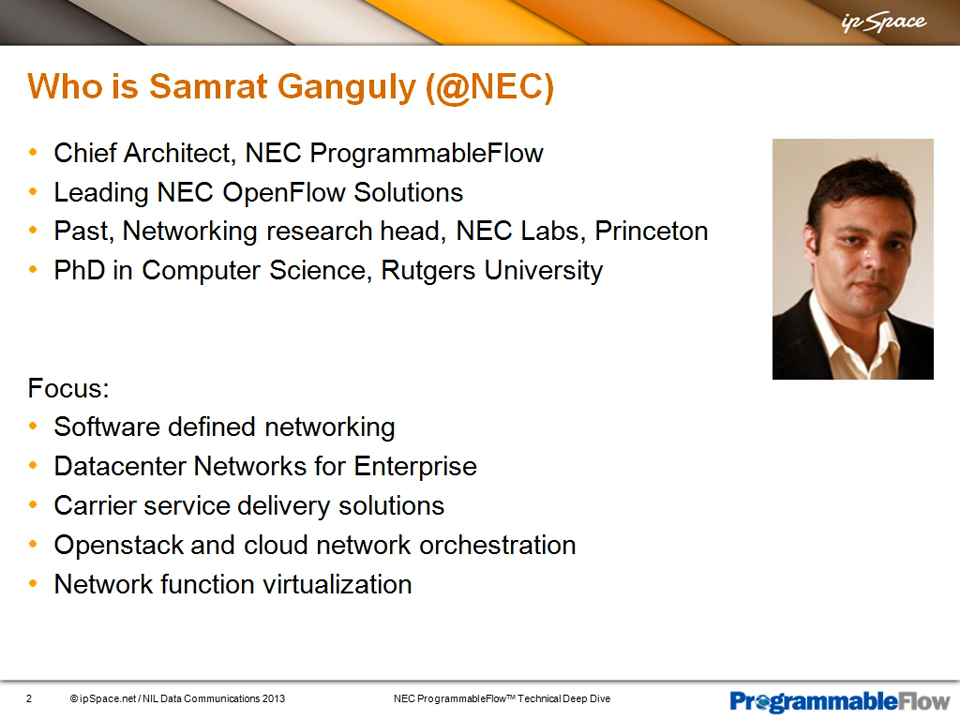 ip Space
Who is Samrat Ganguly (@NEC)
• Chief Architect, NEC ProgrammableFlow
• Leading NEC OpenFlow Solutions
• Past, Networking research head, NEC Labs, Princeton
• PhD in Computer Science, Rutgers University
Focus:
• Software defined networking
• Datacenter Networks for Enterprise
• Carrier service delivery solutions
• Openstack and cloud network orchestration
• Network function virtualization
2 © ipSpace.net / NIL Data Communications 2013 NEC ProgrammableFlow™ Technical Deep Dive ProgrammableFlow